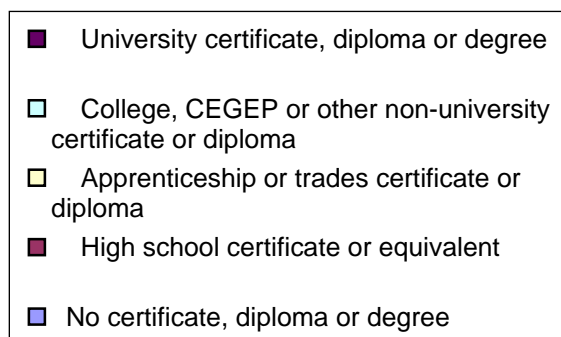 University certificate, diploma or degree
College, CEGEP or other non-university
certificate or diploma
Apprenticeship or trades certificate or
diploma
High school certificate or equivalent
No certificate, diploma or degree